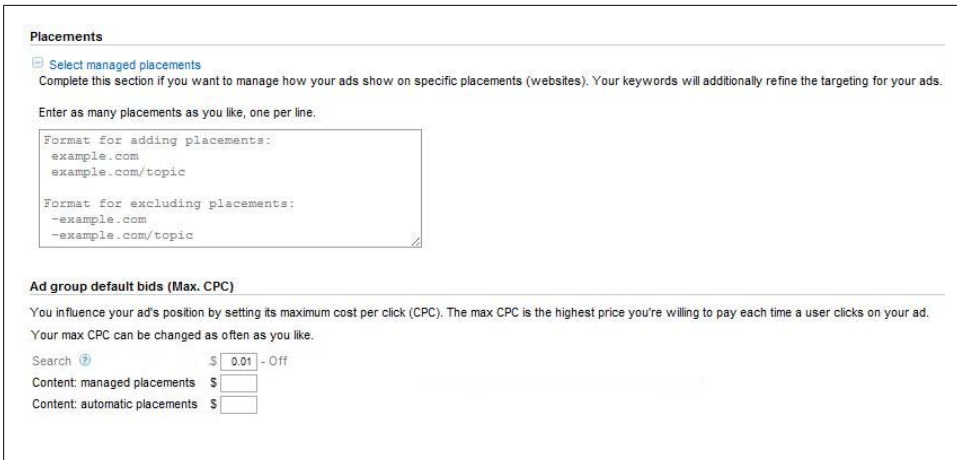 Placements
Select managed placements
Complete this section if you want to manage how your ads show on specific placements (websites). Your keywords will additionally refine the targeting for your ads.
Enter as many placements as you like, one per line.
Format for adding placements:
example.com
example.com/topic
Format for excluding placements:
-example.com
-example.com/topic
Ad group default bids (Max. CPC)
You influence your ad's position by setting its maximum cost per click (CPC). The max CPC is the highest price you're willing to pay each time a user clicks on your ad.
Your max CPC can be changed as often as you like.
Search ? $ 0.01 - Off
Content: managed placements $
Content: automatic placements $